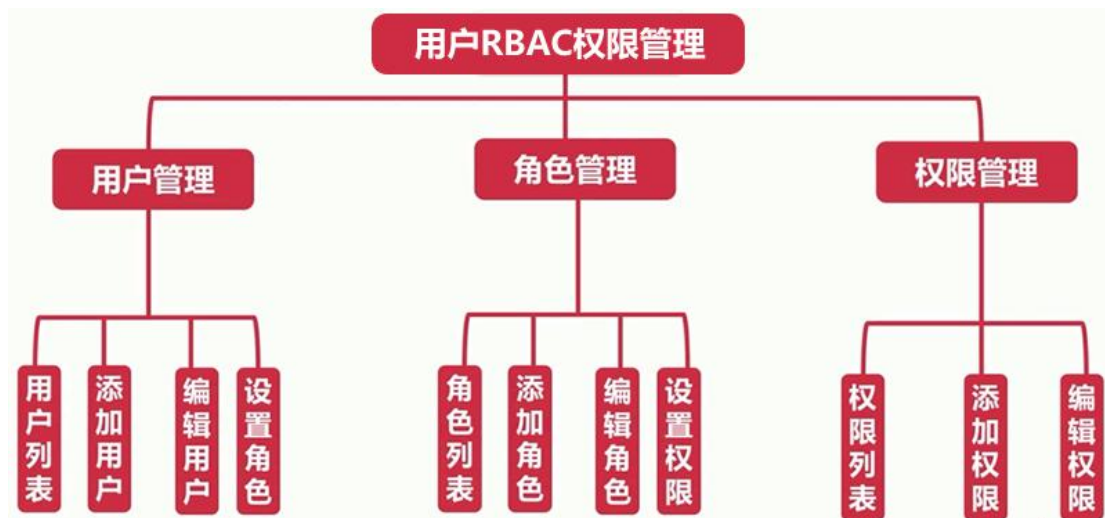 用户RBAC权限管理
用户管理
角色管理
权限管理
用户列表
添加用户
编辑用户
设置角色
角色列表
添加角色
编辑角色
设置权限
权限列表
添加权限
编辑权限